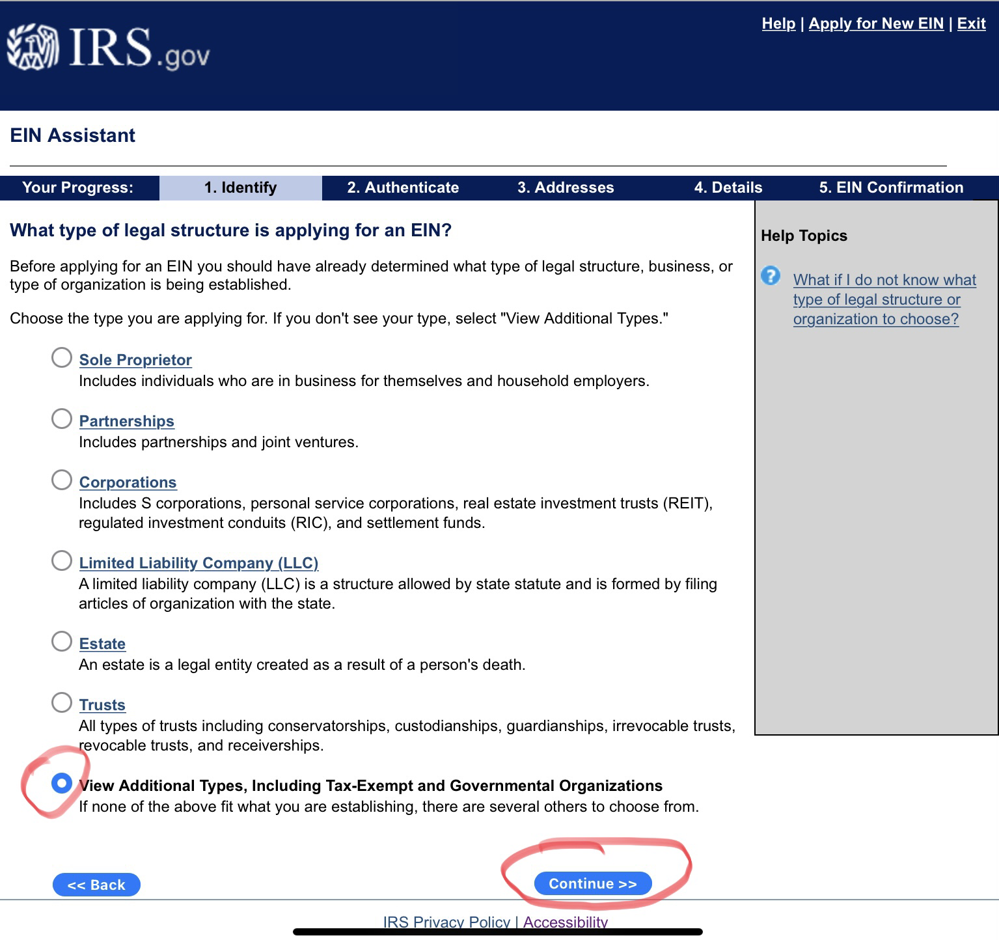 Help | Apply for New EIN | Exit
IRS.gov
EIN Assistant
Your Progress: 1. Identify 2. Authenticate 3. Addresses 4. Details 5. EIN Confirmation
What type of legal structure is applying for an EIN?
Before applying for an EIN you should have already determined what type of legal structure, business, or
type of organization is being established.
Choose the type you are applying for. If you don't see your type, select "View Additional Types."
Sole Proprietor
Includes individuals who are in business for themselves and household employers.
Partnerships
Includes partnerships and joint ventures.
Corporations
Includes S corporations, personal service corporations, real estate investment trusts (REIT),
regulated investment conduits (RIC), and settlement funds.
Limited Liability Company (LLC)
A limited liability company (LLC) is a structure allowed by state statute and is formed by filing
articles of organization with the state.
Estate
An estate is a legal entity created as a result of a person's death.
Trusts
All types of trusts including conservatorships, custodianships, guardianships, irrevocable trusts,
revocable trusts, and receiverships.
View Additional Types, Including Tax-Exempt and Governmental Organizations
If none of the above fit what you are establishing, there are several others to choose from.
Help Topics
?
What if I do not know what
type of legal structure or
organization to choose?
<< Back
Continue >>
IRS Privacy Policy | Accessibility